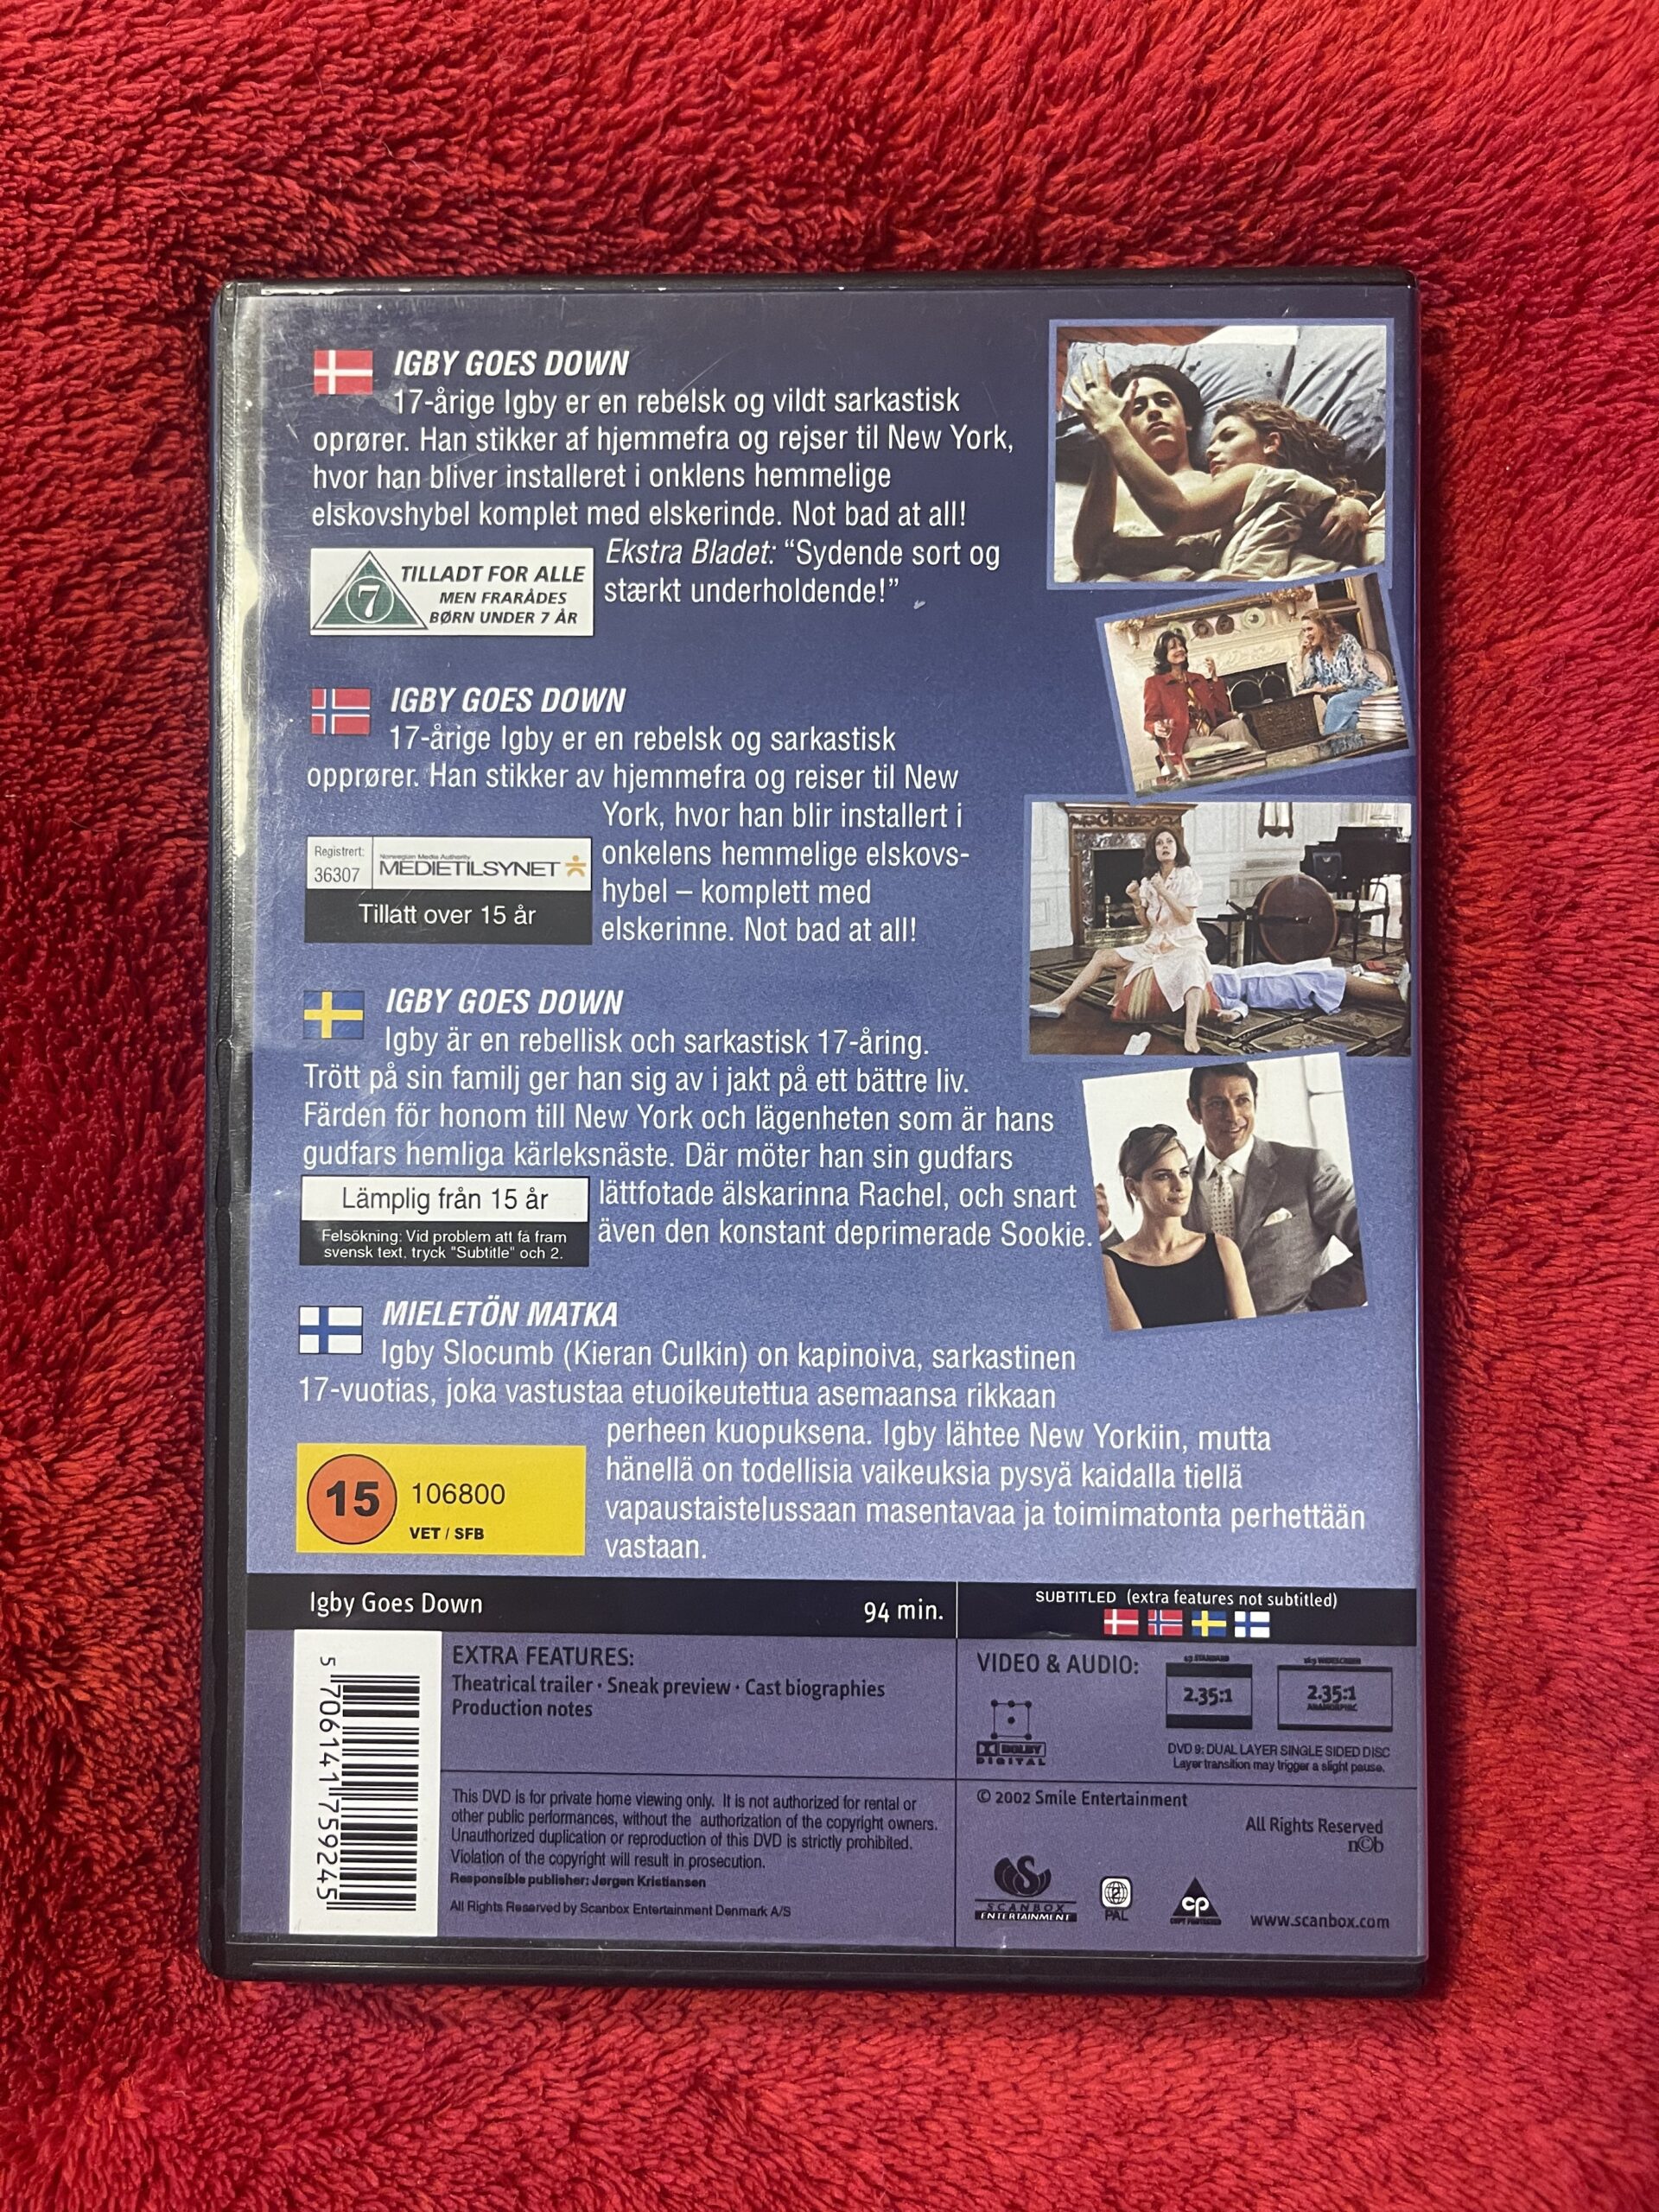 IGBY GOES DOWN
17-årige Igby er en rebelsk og vildt sarkastisk
oprører. Han stikker af hjemmefra og rejser til New York,
hvor han bliver installeret i onklens hemmelige
elskovshybel komplet med elskerinde. Not bad at all!
Ekstra Bladet: “Sydende sort og
stærkt underholdende!”
7
TILLADT FOR ALLE
MEN FRARÅDES
BØRN UNDER 7 ÅR
IGBY GOES DOWN
17-årige Igby er en rebelsk og sarkastisk
opprører. Han stikker av hjemmefra og reiser til New
York, hvor han blir installert i
onkelens hemmelige elskovs-
hybel – komplett med
elskerinne. Not bad at all!
Registrert:
36307
Norwegian Media Authority
MEDIETILSYNET
Tillatt over 15 år
IGBY GOES DOWN
Igby är en rebellisk och sarkastisk 17-åring.
Trött på sin familj ger han sig av i jakt på ett bättre liv.
Färden för honom till New York och lägenheten som är hans
gudfars hemliga kärleksnäste. Där möter han sin gudfars
lättfotade älskarinna Rachel, och snart
även den konstant deprimerade Sookie.
Lämplig från 15 år
Felsökning: Vid problem att få fram
svensk text, tryck "Subtitle" och 2.
MIELETÖN MATKA
Igby Slocumb (Kieran Culkin) on kapinoiva, sarkastinen
17-vuotias, joka vastustaa etuoikeutettua asemaansa rikkaan
perheen kuopuksena. Igby lähtee New Yorkiin, mutta
hänellä on todellisia vaikeuksia pysyä kaidalla tiellä
vapaustaistelussaan masentavaa ja toimimatonta perhettään
vastaan.
15
106800
VET / SFB
Igby Goes Down
94 min.
SUBTITLED (extra features not subtitled)
5 706141 759245
EXTRA FEATURES:
Theatrical trailer · Sneak preview · Cast biographies
Production notes
VIDEO & AUDIO:
DOLBY
DIGITAL
4:3 STANDARD
2.35:1
16:9 WIDESCREEN
2.35:1
ANAMORPHIC
DVD 9: DUAL LAYER SINGLE SIDED DISC
Layer transition may trigger a slight pause.
This DVD is for private home viewing only. It is not authorized for rental or
other public performances, without the authorization of the copyright owners.
Unauthorized duplication or reproduction of this DVD is strictly prohibited.
Violation of the copyright will result in prosecution.
Responsible publisher: Jørgen Kristiansen
All Rights Reserved by Scanbox Entertainment Denmark A/S
© 2002 Smile Entertainment
All Rights Reserved
n©b
SCANBOX
ENTERTAINMENT
2
PAL
cp
COPY PROTECTED
www.scanbox.com